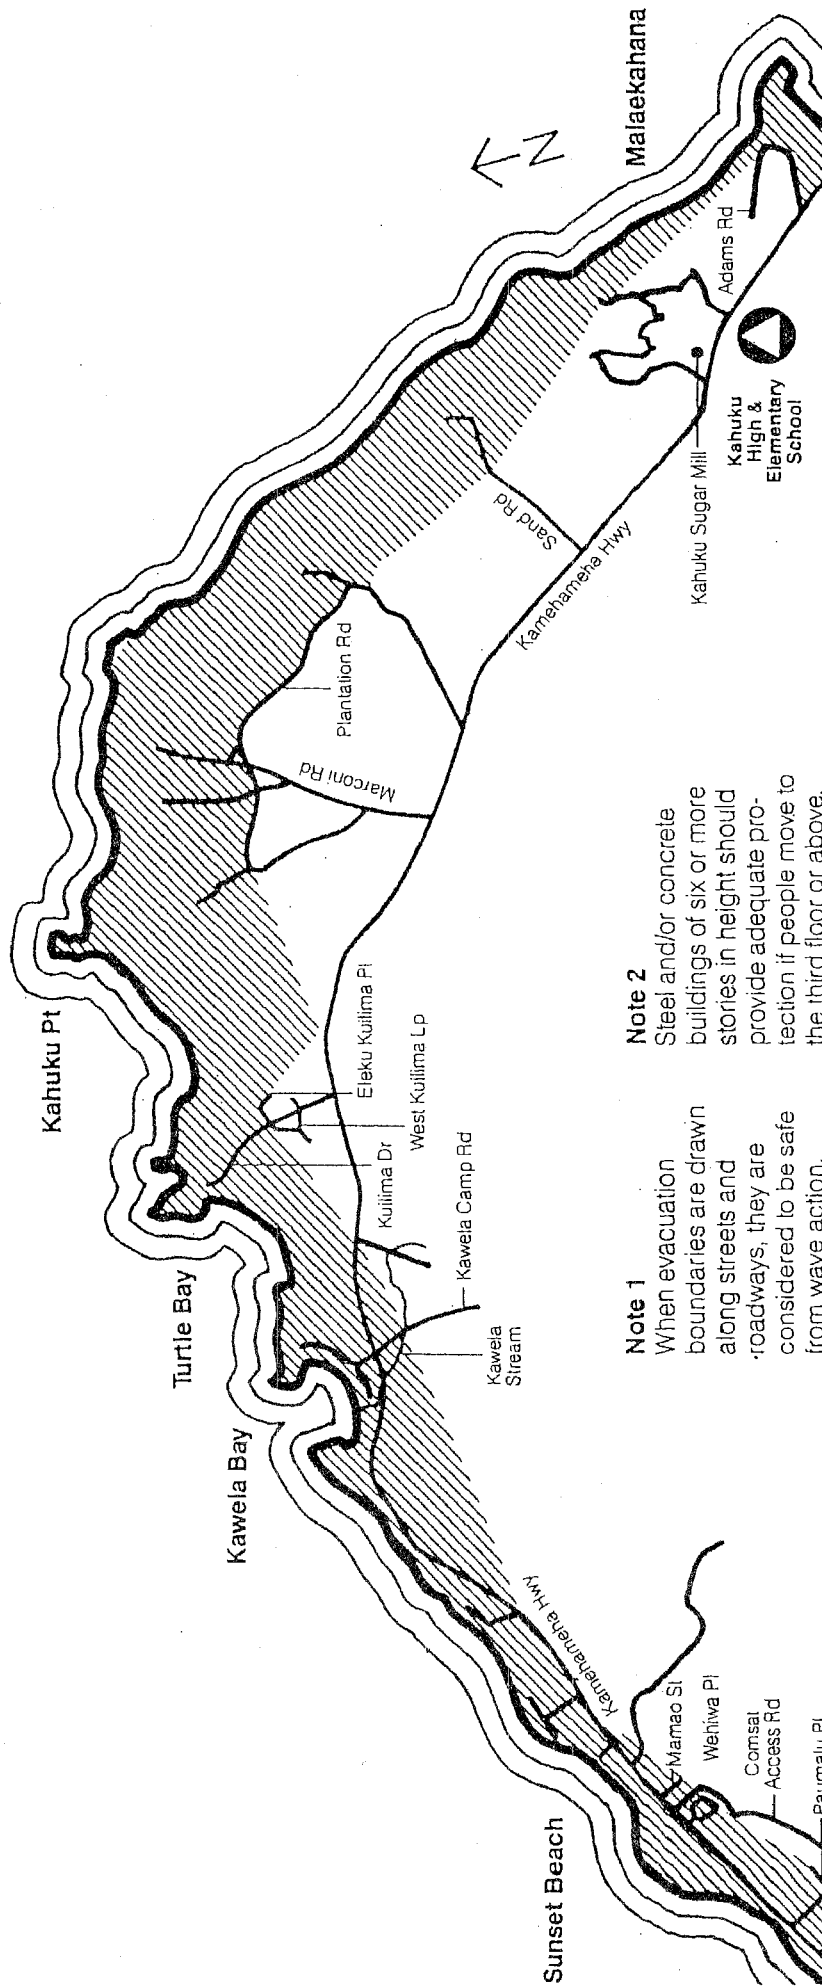 Malaekahana
N
Adams Rd
Kahuku
High &
Elementary
School
Kahuku Sugar Mill
Sand Rd
Kamehameha Hwy
Plantation Rd
Marconi Rd
Kahuku Pt
Eleku Kuilima Pl
West Kuilima Lp
Kuilima Dr
Kawela Camp Rd
Turtle Bay
Kawela
Stream
Kawela Bay
Kamehameha Hwy
Mamao St
Wehiwa Pl
Comsat
Access Rd
Paumalu Pl
Sunset Beach
Note 1
When evacuation
boundaries are drawn
along streets and
roadways, they are
considered to be safe
from wave action.
Note 2
Steel and/or concrete
buildings of six or more
stories in height should
provide adequate pro-
tection if people move to
the third floor or above.